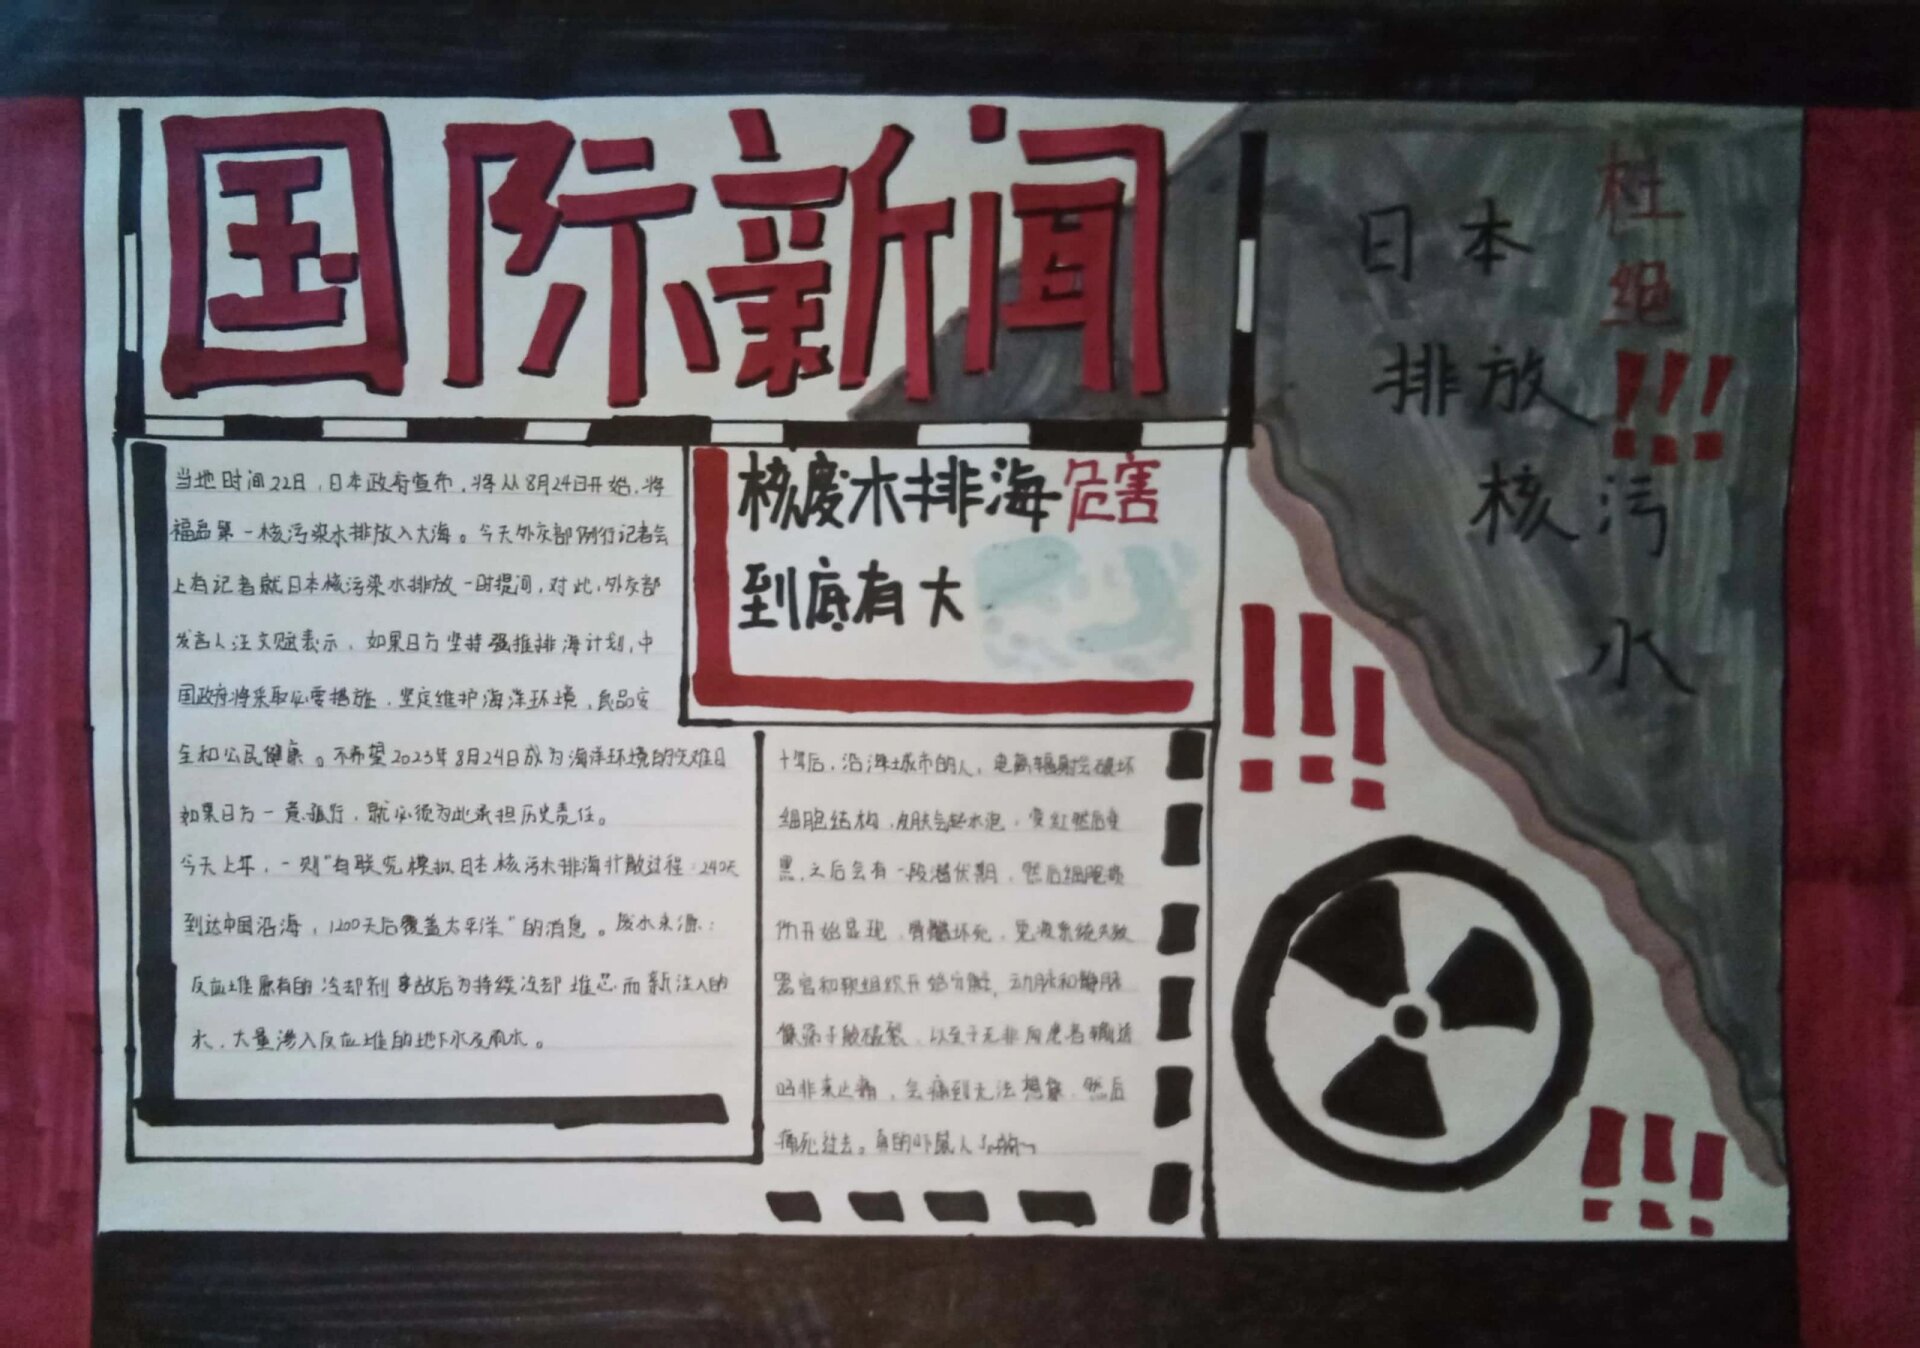 国际新闻
杜绝!!!
日本
排放
核污
水
当地时间22日，日本政府宣布，将从8月24日开始，将
福岛第一核污染水排放入大海。今天外交部例行记者会
上有记者就日本核污染水排放一时提问，对此，外交部
发言人汪文斌表示，如果日方坚持强推排海计划，中
国政府将采取必要措施，坚定维护海洋环境，食品安
全和公民健康。不希望2023年8月24日成为海洋环境的灾难日
如果日方一意孤行，就必须为此承担历史责任。
今天上午，一则“有联究模拟日本核污水排海扩散过程：240天
到达中国沿海，1200天后覆盖太平洋”的消息。废水来源：
反应堆原有的冷却剂事故后为持续冷却堆芯而新注入的
水，大量渗入反应堆的地下水及雨水。
核废水排海危害
到底有大
十年后，沿海城市的人，电离辐射会破坏
细胞结构，皮肤会起水泡，变红然后变
黑，之后会有一段潜伏期，然后细胞损
伤开始显现，骨髓坏死，免疫系统失效
器官和软组织开始分解，动脉和静脉
像筛子般破裂，以至于无非向患者输送
吗非来止痛，会痛到无法想象，然后
痛死过去。真的吓鼠人
!!!
!!!